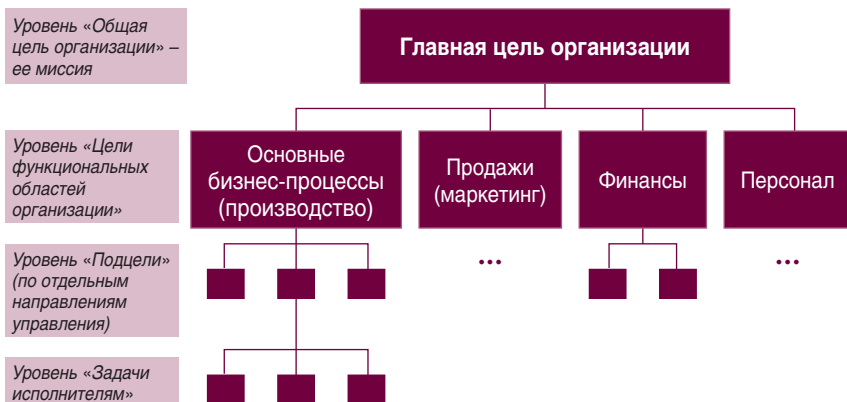 Уровень «Общая
цель организации» –
ее миссия
Главная цель организации
Уровень «Цели
функциональных
областей
организации»
Основные
бизнес-процессы
(производство)
Продажи
(маркетинг)
Финансы
Персонал
Уровень «Подцели»
(по отдельным
направлениям
управления)
...
...
Уровень «Задачи
исполнителям»